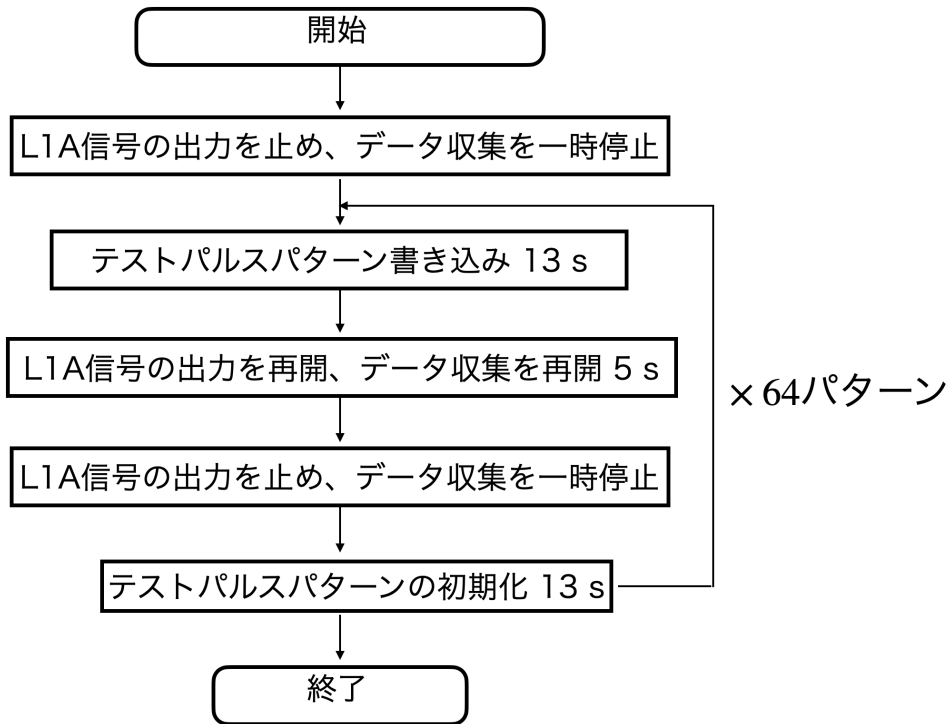 開始
L1A信号の出力を止め、データ収集を一時停止
テストパルスパターン書き込み 13 s
L1A信号の出力を再開、データ収集を再開 5 s
× 64パターン
L1A信号の出力を止め、データ収集を一時停止
テストパルスパターンの初期化 13 s
終了